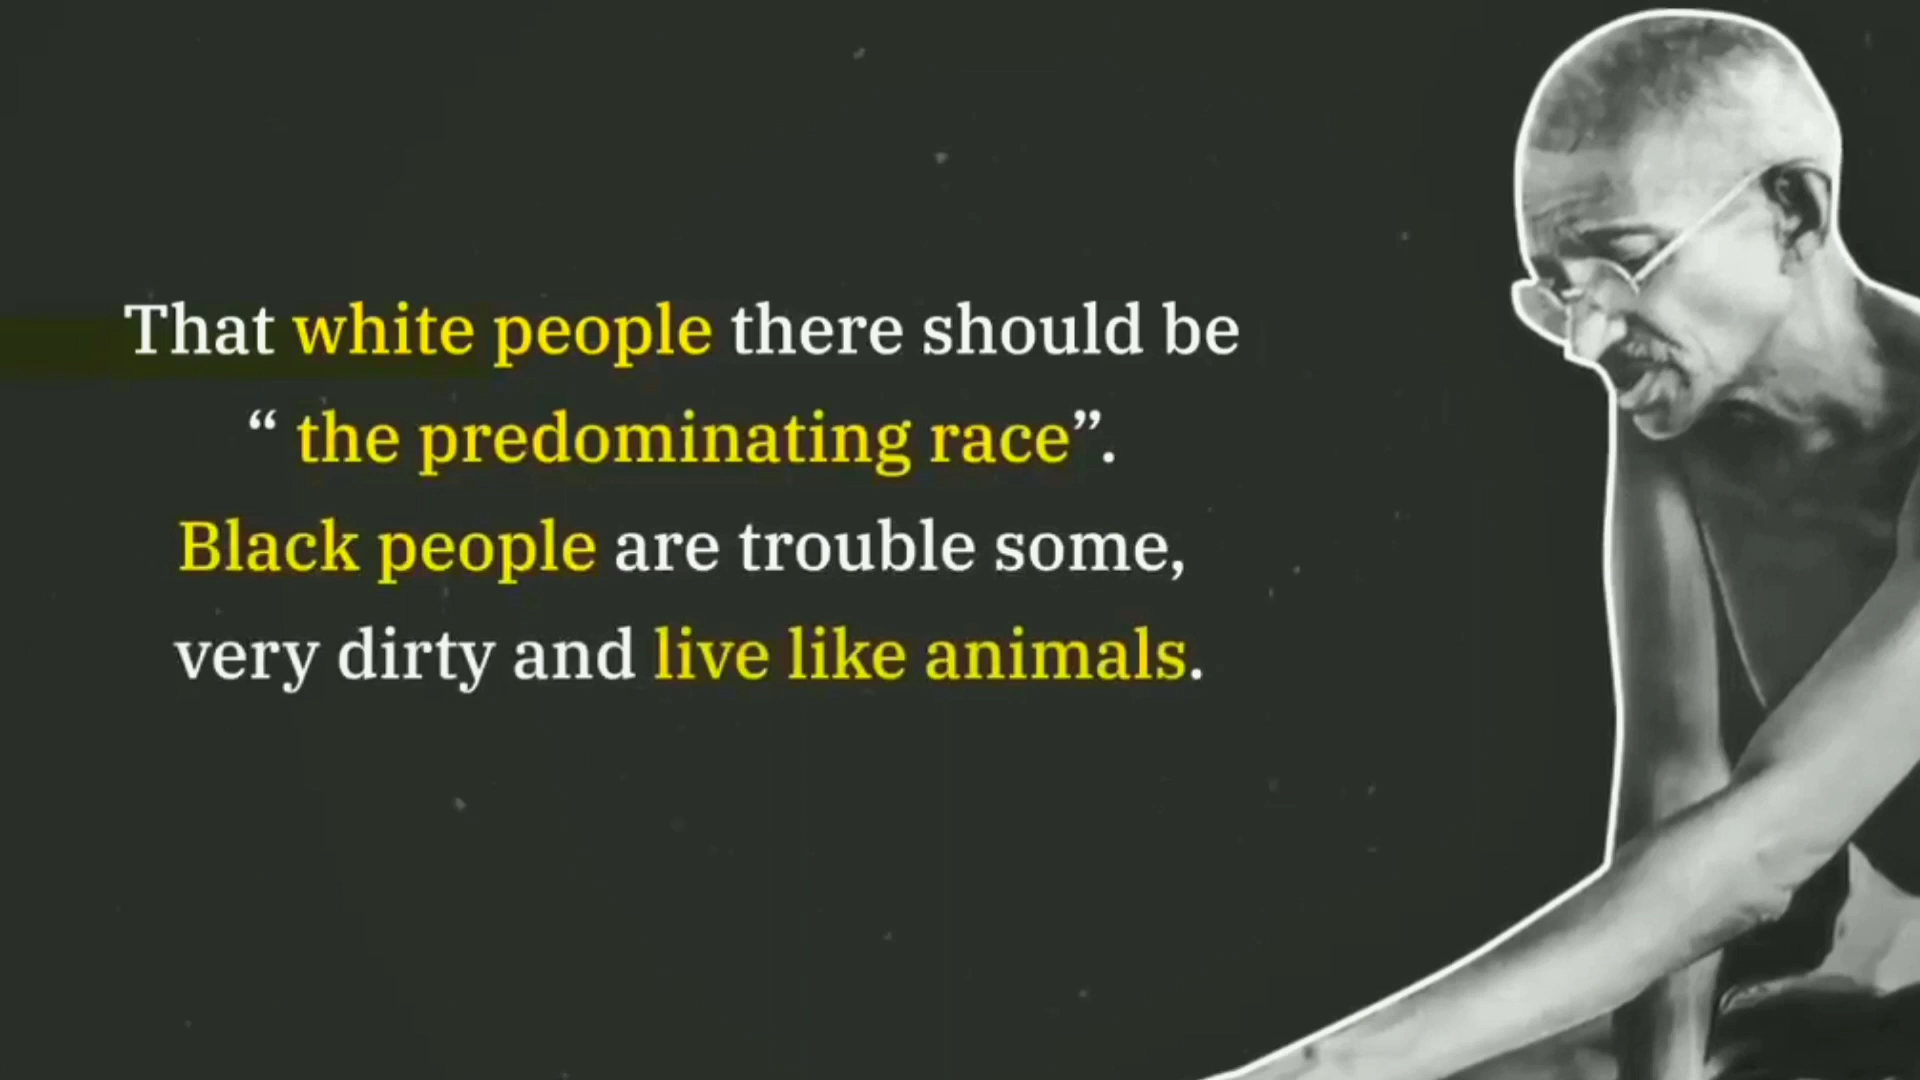 That white people there should be
“ the predominating race”.
Black people are trouble some,
very dirty and live like animals.